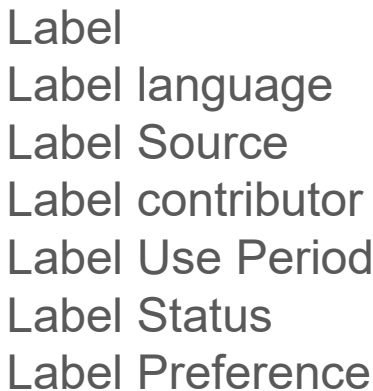 Label
Label language
Label Source
Label contributor
Label Use Period
Label Status
Label Preference